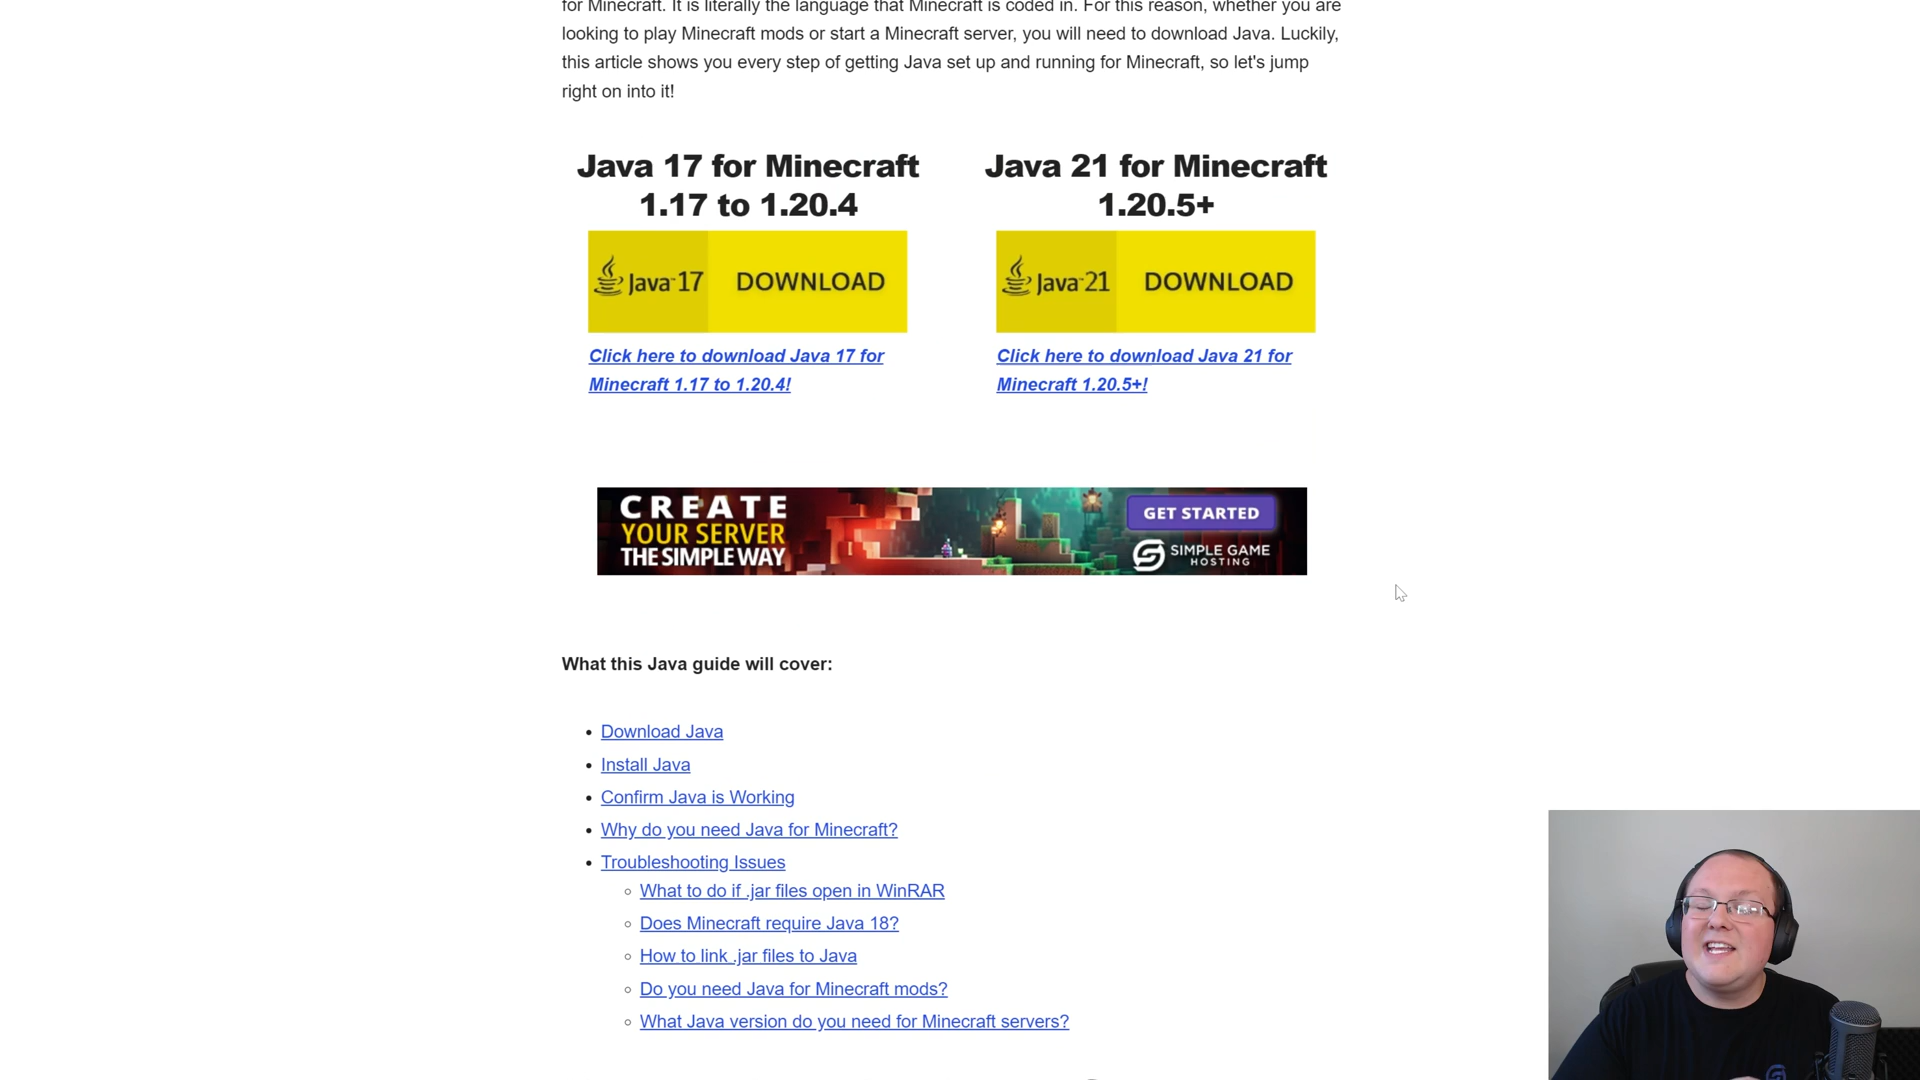 for Minecraft. It is literally the language that Minecraft is coded in. For this reason, whether you are
looking to play Minecraft mods or start a Minecraft server, you will need to download Java. Luckily,
this article shows you every step of getting Java set up and running for Minecraft, so let's jump
right on into it!
Java 17 for Minecraft
1.17 to 1.20.4
Java™17 DOWNLOAD
Click here to download Java 17 for
Minecraft 1.17 to 1.20.4!
Java 21 for Minecraft
1.20.5+
Java™21 DOWNLOAD
Click here to download Java 21 for
Minecraft 1.20.5+!
CREATE
YOUR SERVER
THE SIMPLE WAY
GET STARTED
SIMPLE GAME
HOSTING
What this Java guide will cover:
Download Java
Install Java
Confirm Java is Working
Why do you need Java for Minecraft?
Troubleshooting Issues
What to do if .jar files open in WinRAR
Does Minecraft require Java 18?
How to link .jar files to Java
Do you need Java for Minecraft mods?
What Java version do you need for Minecraft servers?